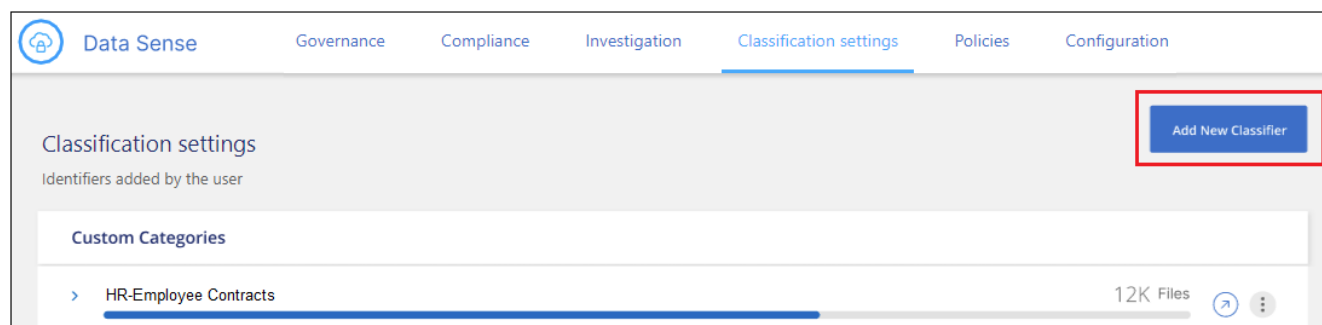 Data Sense Governance Compliance Investigation Classification settings Policies Configuration
Add New Classifier
Classification settings
Identifiers added by the user
Custom Categories
HR-Employee Contracts 12K Files